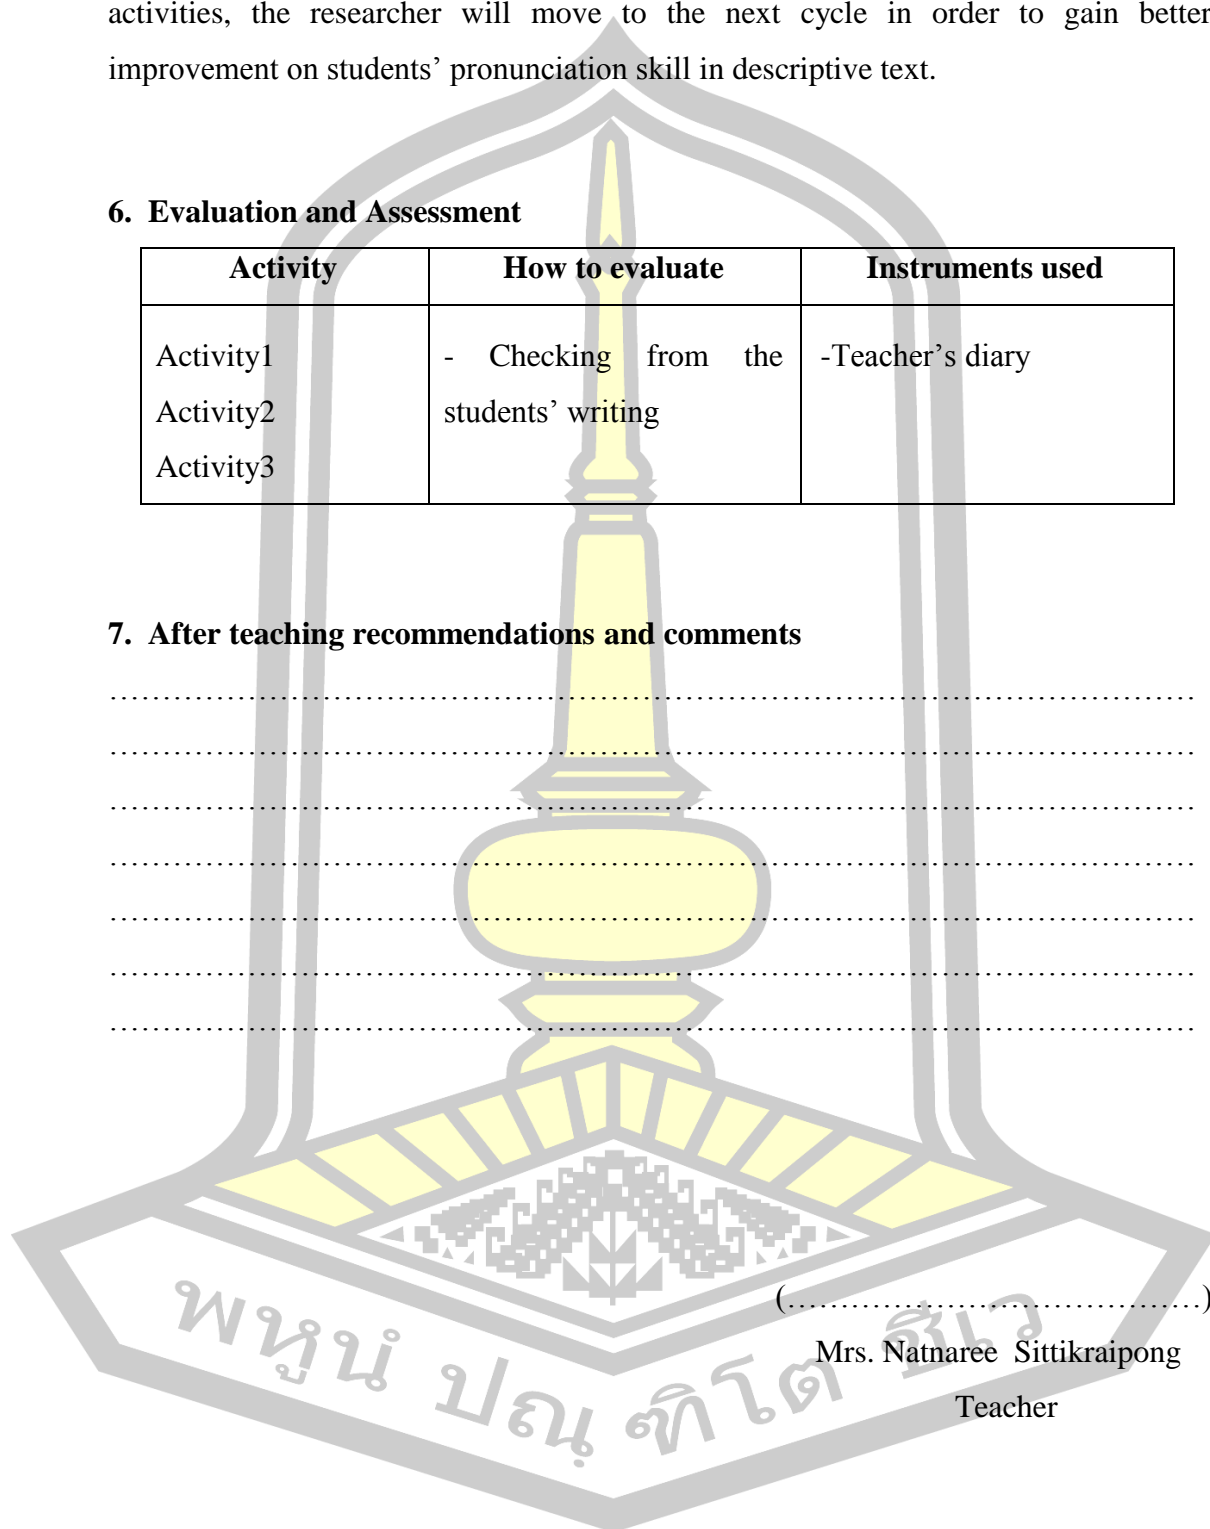 activities, the researcher will move to the next cycle in order to gain better
improvement on students’ pronunciation skill in descriptive text.
6. Evaluation and Assessment
Activity How to evaluate Instruments used
Activity1 - Checking from the -Teacher’s diary
Activity2 students’ writing
Activity3
7. After teaching recommendations and comments
……………………………………………………………………………………
……………………………………………………………………………………
……………………………………………………………………………………
……………………………………………………………………………………
……………………………………………………………………………………
……………………………………………………………………………………
……………………………………………………………………………………
(…………………………………)
Mrs. Natnaree Sittikraipong
Teacher
พหูนํ ปณฺฑิโต ชีเว